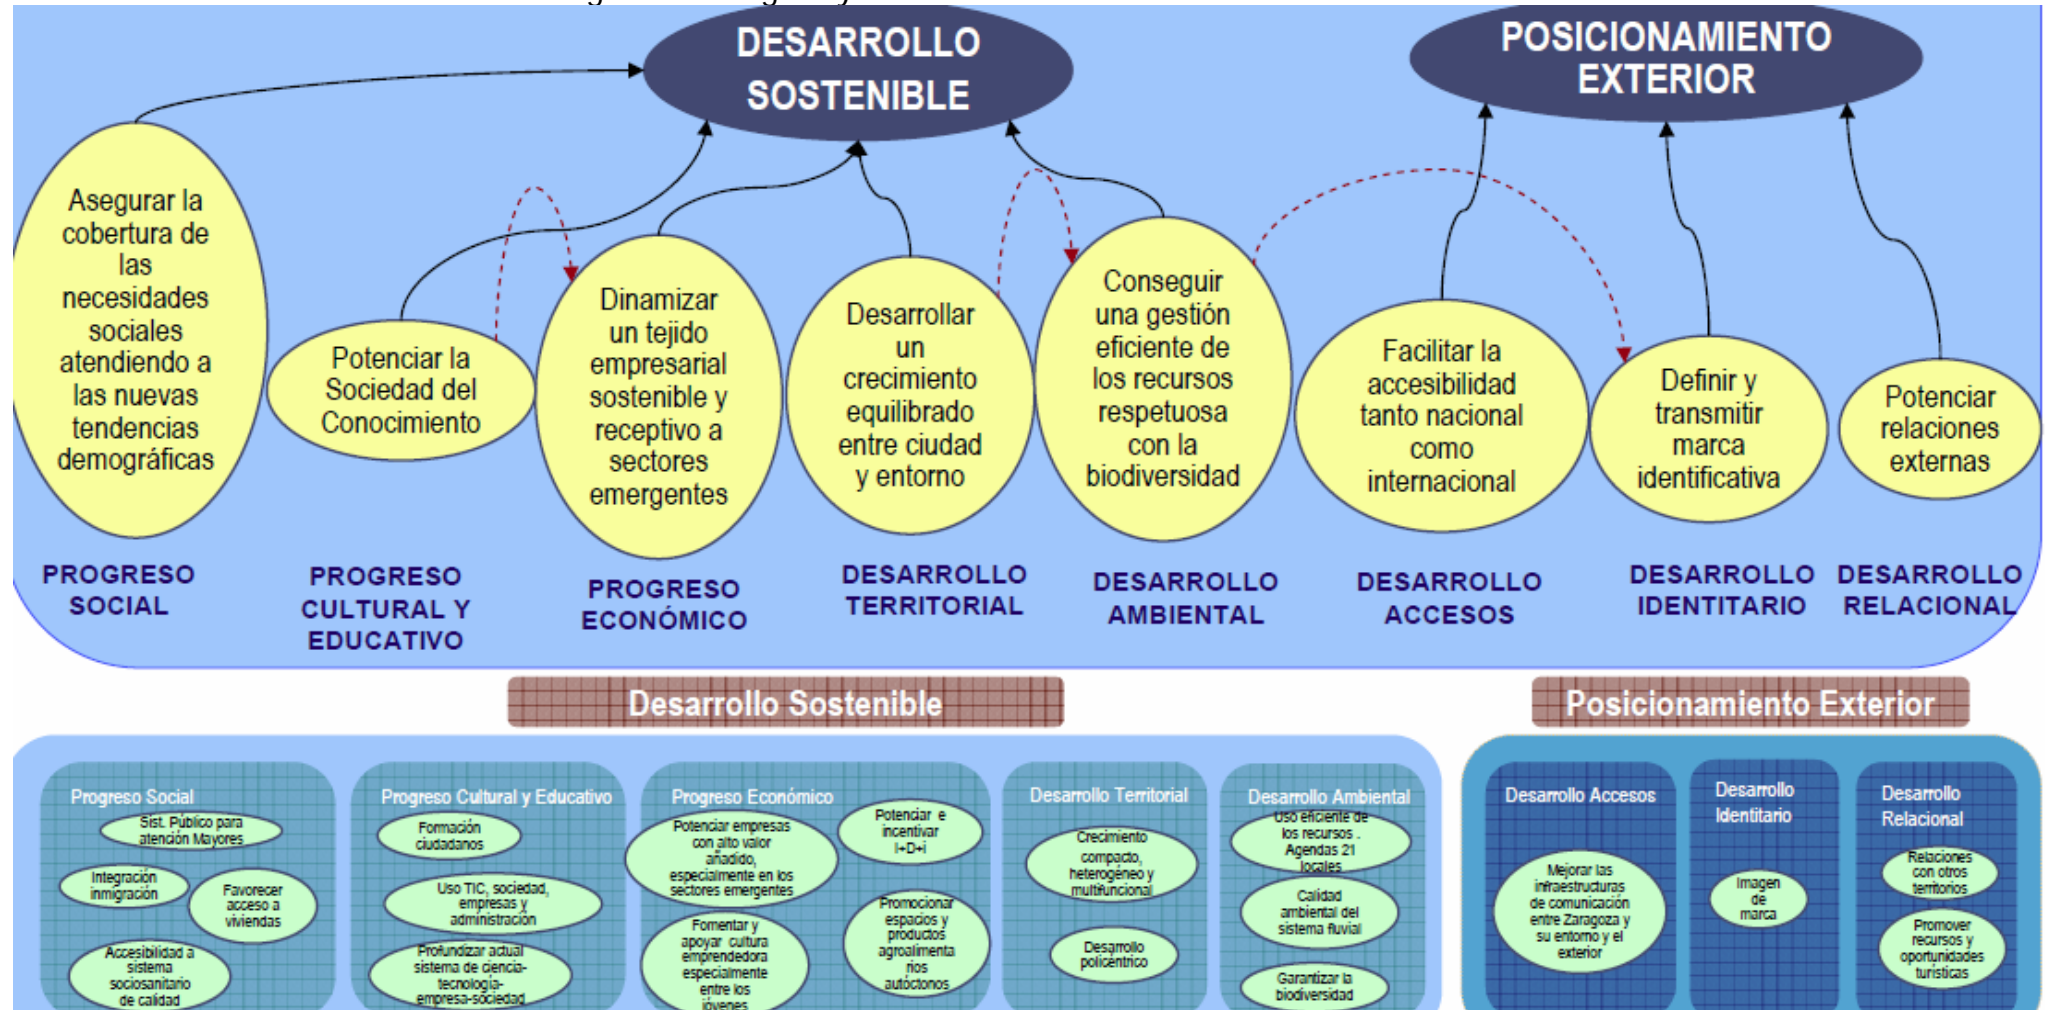 DESARROLLO
SOSTENIBLE
POSICIONAMIENTO
EXTERIOR
Asegurar la
cobertura de
las
necesidades
sociales
atendiendo a
las nuevas
tendencias
demográficas
Potenciar la
Sociedad del
Conocimiento
Dinamizar
un tejido
empresarial
sostenible y
receptivo a
sectores
emergentes
Desarrollar
un
crecimiento
equilibrado
entre ciudad
y entorno
Conseguir
una gestión
eficiente de
los recursos
respetuosa
con la
biodiversidad
Facilitar la
accesibilidad
tanto nacional
como
internacional
Definir y
transmitir
marca
identificativa
Potenciar
relaciones
externas
PROGRESO
SOCIAL
PROGRESO
CULTURAL Y
EDUCATIVO
PROGRESO
ECONÓMICO
DESARROLLO
TERRITORIAL
DESARROLLO
AMBIENTAL
DESARROLLO
ACCESOS
DESARROLLO
IDENTITARIO
DESARROLLO
RELACIONAL
Desarrollo Sostenible
Posicionamiento Exterior
Progreso Social
Sist. Público para
atención Mayores
Integración
inmigración
Favorecer
acceso a
viviendas
Accesibilidad a
sistema
sociosanitario
de calidad
Progreso Cultural y Educativo
Formación
ciudadanos
Uso TIC, sociedad,
empresas y
administración
Profundizar actual
sistema de ciencia-
tecnología-
empresa-sociedad
Progreso Económico
Potenciar empresas
con alto valor
añadido,
especialmente en los
sectores emergentes
Potenciar e
incentivar
I+D+i
Fomentar y
apoyar cultura
emprendedora
especialmente
entre los
jóvenes
Promocionar
espacios y
productos
agroalimenta
rios
autóctonos
Desarrollo Territorial
Crecimiento
compacto,
heterogéneo y
multifuncional
Desarrollo
policéntrico
Desarrollo Ambiental
Uso eficiente de
los recursos .
Agendas 21
locales
Calidad
ambiental del
sistema fluvial
Garantizar la
biodiversidad
Desarrollo Accesos
Mejorar las
infraestructuras
de comunicación
entre Zaragoza y
su entorno y el
exterior
Desarrollo
Identitario
Imagen
de
marca
Desarrollo
Relacional
Relaciones
con otros
territorios
Promover
recursos y
oportunidades
turísticas